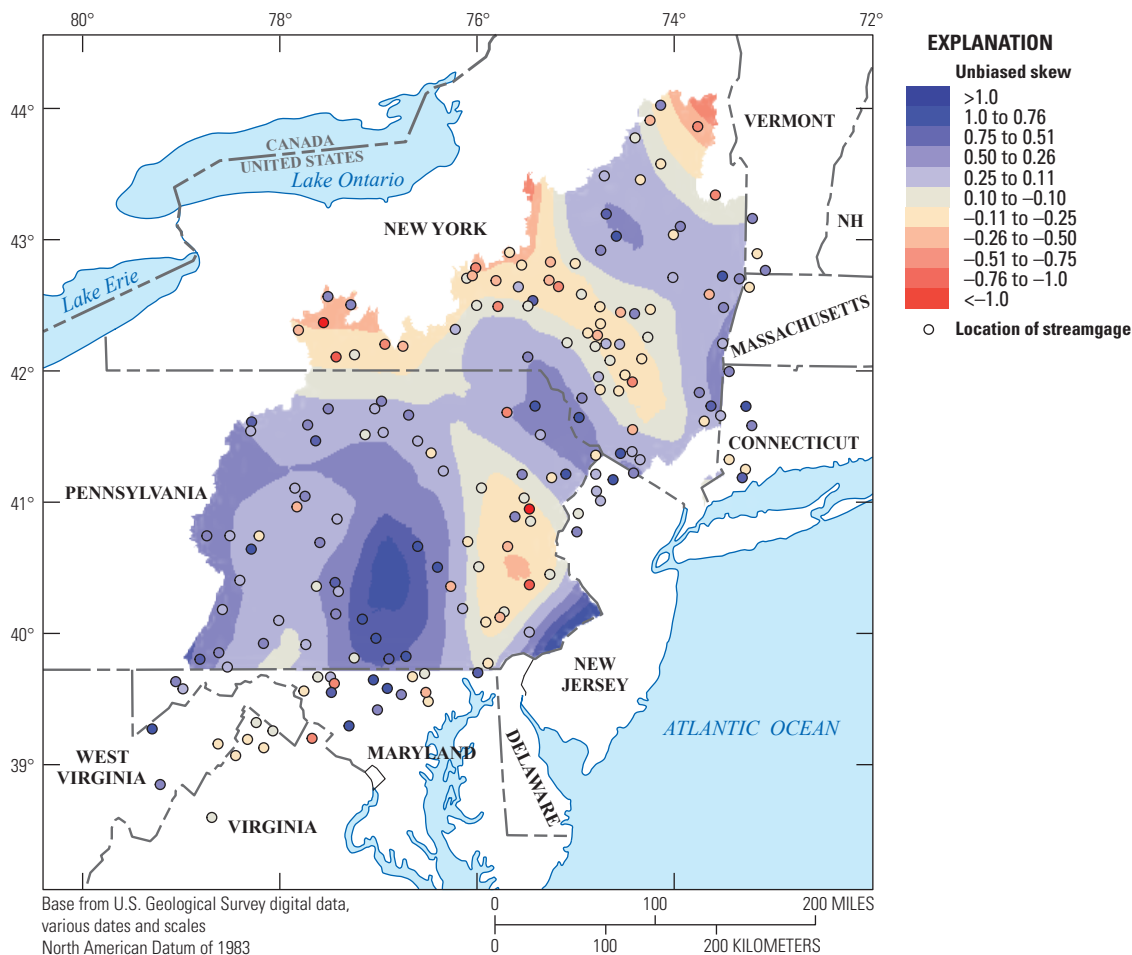 80°
78°
76°
74°
72°
44°
43°
42°
41°
40°
39°
CANADA
UNITED STATES
Lake Ontario
Lake Erie
NEW YORK
VERMONT
NH
MASSACHUSETTS
CONNECTICUT
PENNSYLVANIA
NEW
JERSEY
ATLANTIC OCEAN
WEST
VIRGINIA
MARYLAND
DELAWARE
VIRGINIA
EXPLANATION
Unbiased skew
>1.0
1.0 to 0.76
0.75 to 0.51
0.50 to 0.26
0.25 to 0.11
0.10 to –0.10
–0.11 to –0.25
–0.26 to –0.50
–0.51 to –0.75
–0.76 to –1.0
<–1.0
Location of streamgage
Base from U.S. Geological Survey digital data,
various dates and scales
North American Datum of 1983
0 100 200 MILES
0 100 200 KILOMETERS